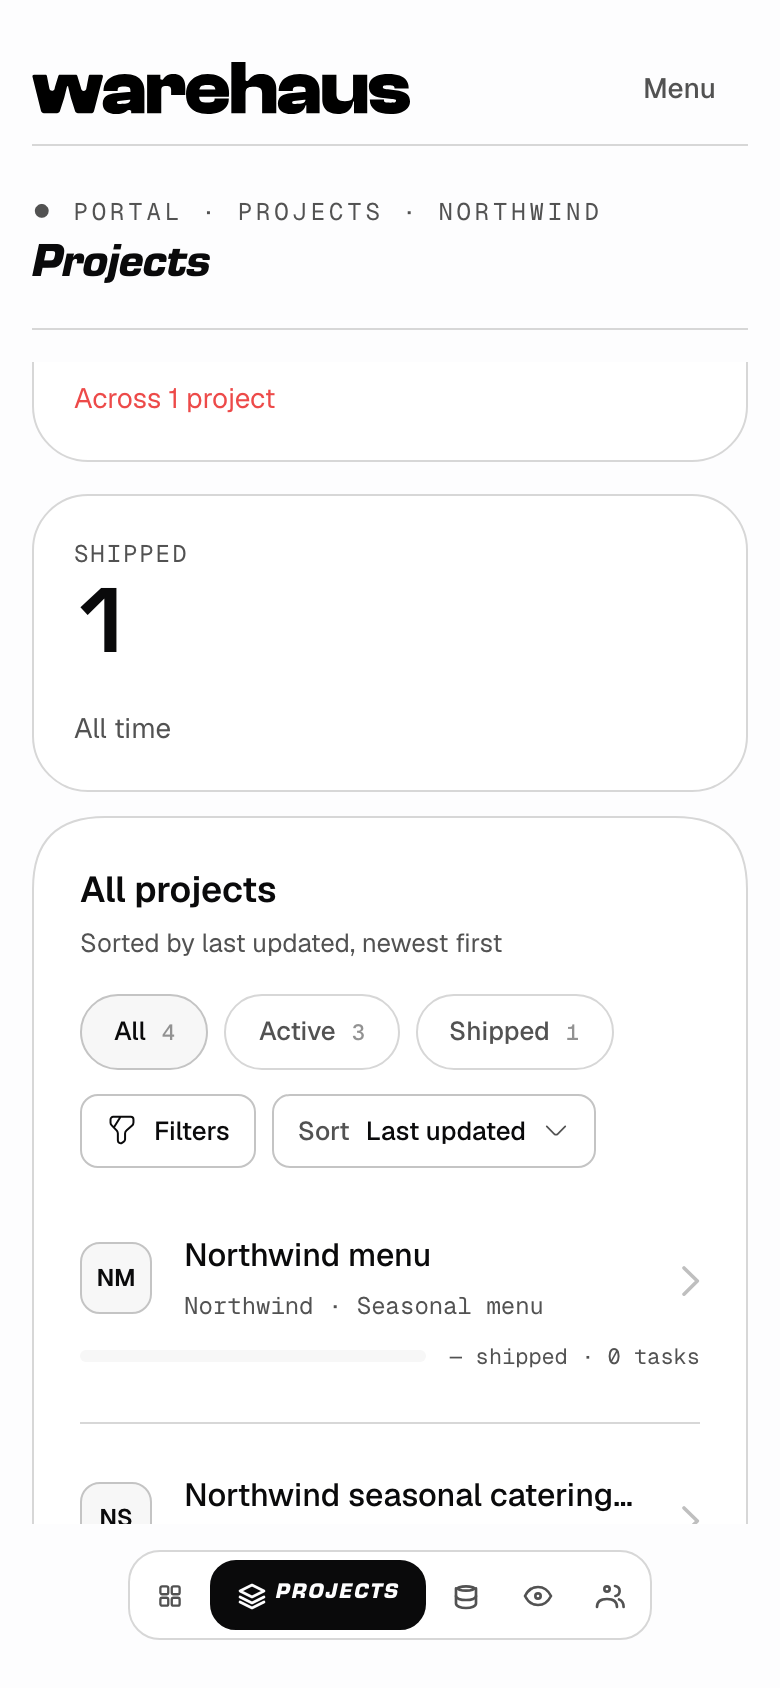 warehaus
Menu
PORTAL · PROJECTS · NORTHWIND
Projects
Across 1 project
SHIPPED
1
All time
All projects
Sorted by last updated, newest first
All 4 Active 3 Shipped 1
Filters Sort Last updated
NM Northwind menu
Northwind · Seasonal menu
— shipped · 0 tasks
NS Northwind seasonal catering...
PROJECTS